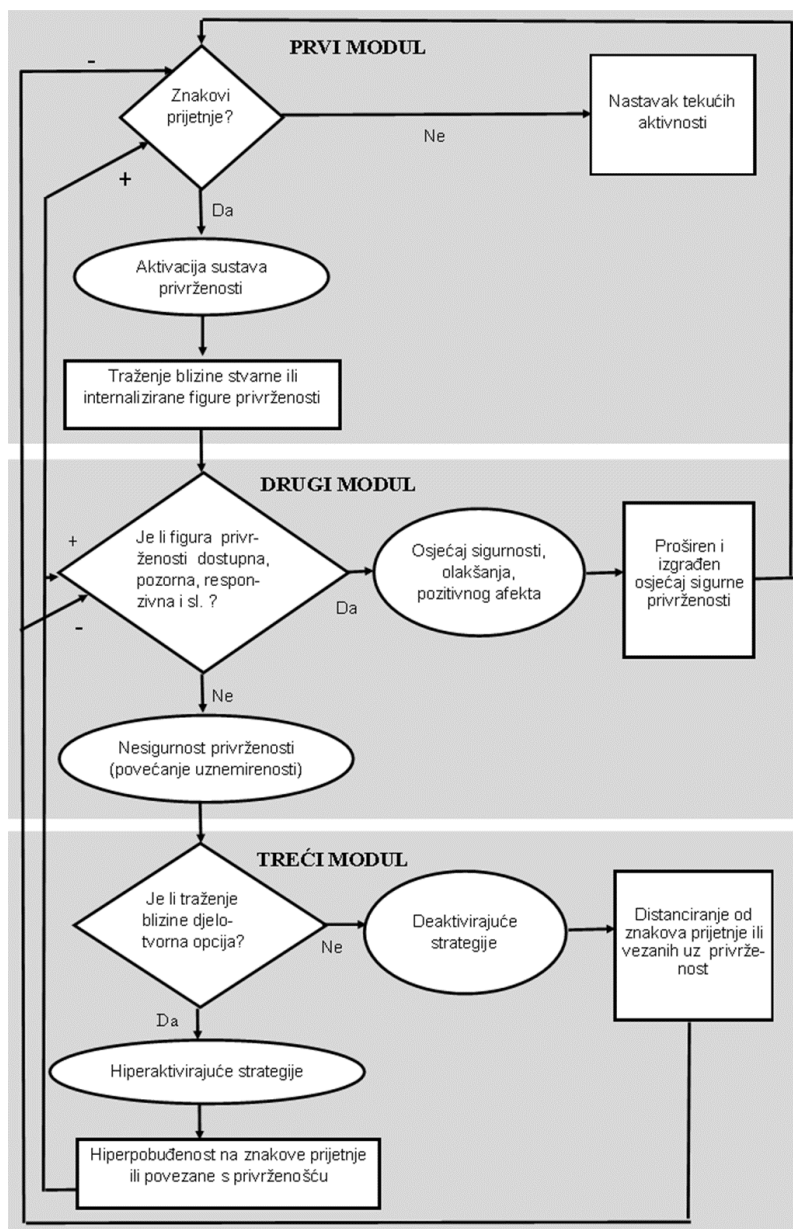 PRVI MODUL
-
Znakovi
prijetnje?
Ne
Nastavak tekućih
aktivnosti
+
Da
Aktivacija sustava
privrženosti
Traženje blizine stvarne ili
internalizirane figure privrženosti
DRUGI MODUL
+
Je li figura privr-
ženosti dostupna,
pozorna, respon-
zivna i sl. ?
-
Da
Osjećaj sigurnosti,
olakšanja,
pozitivnog afekta
Proširen i
izgrađen
osjećaj sigurne
privrženosti
Ne
Nesigurnost privrženosti
(povećanje uznemirenosti)
TREĆI MODUL
Je li traženje
blizine djelo-
tvorna opcija?
Ne
Deaktivirajuće
strategije
Distanciranje od
znakova prijetnje ili
vezanih uz privrže-
nost
Da
Hiperaktivirajuće strategije
Hiperpobuđenost na znakove prijetnje
ili povezane s privrženošću